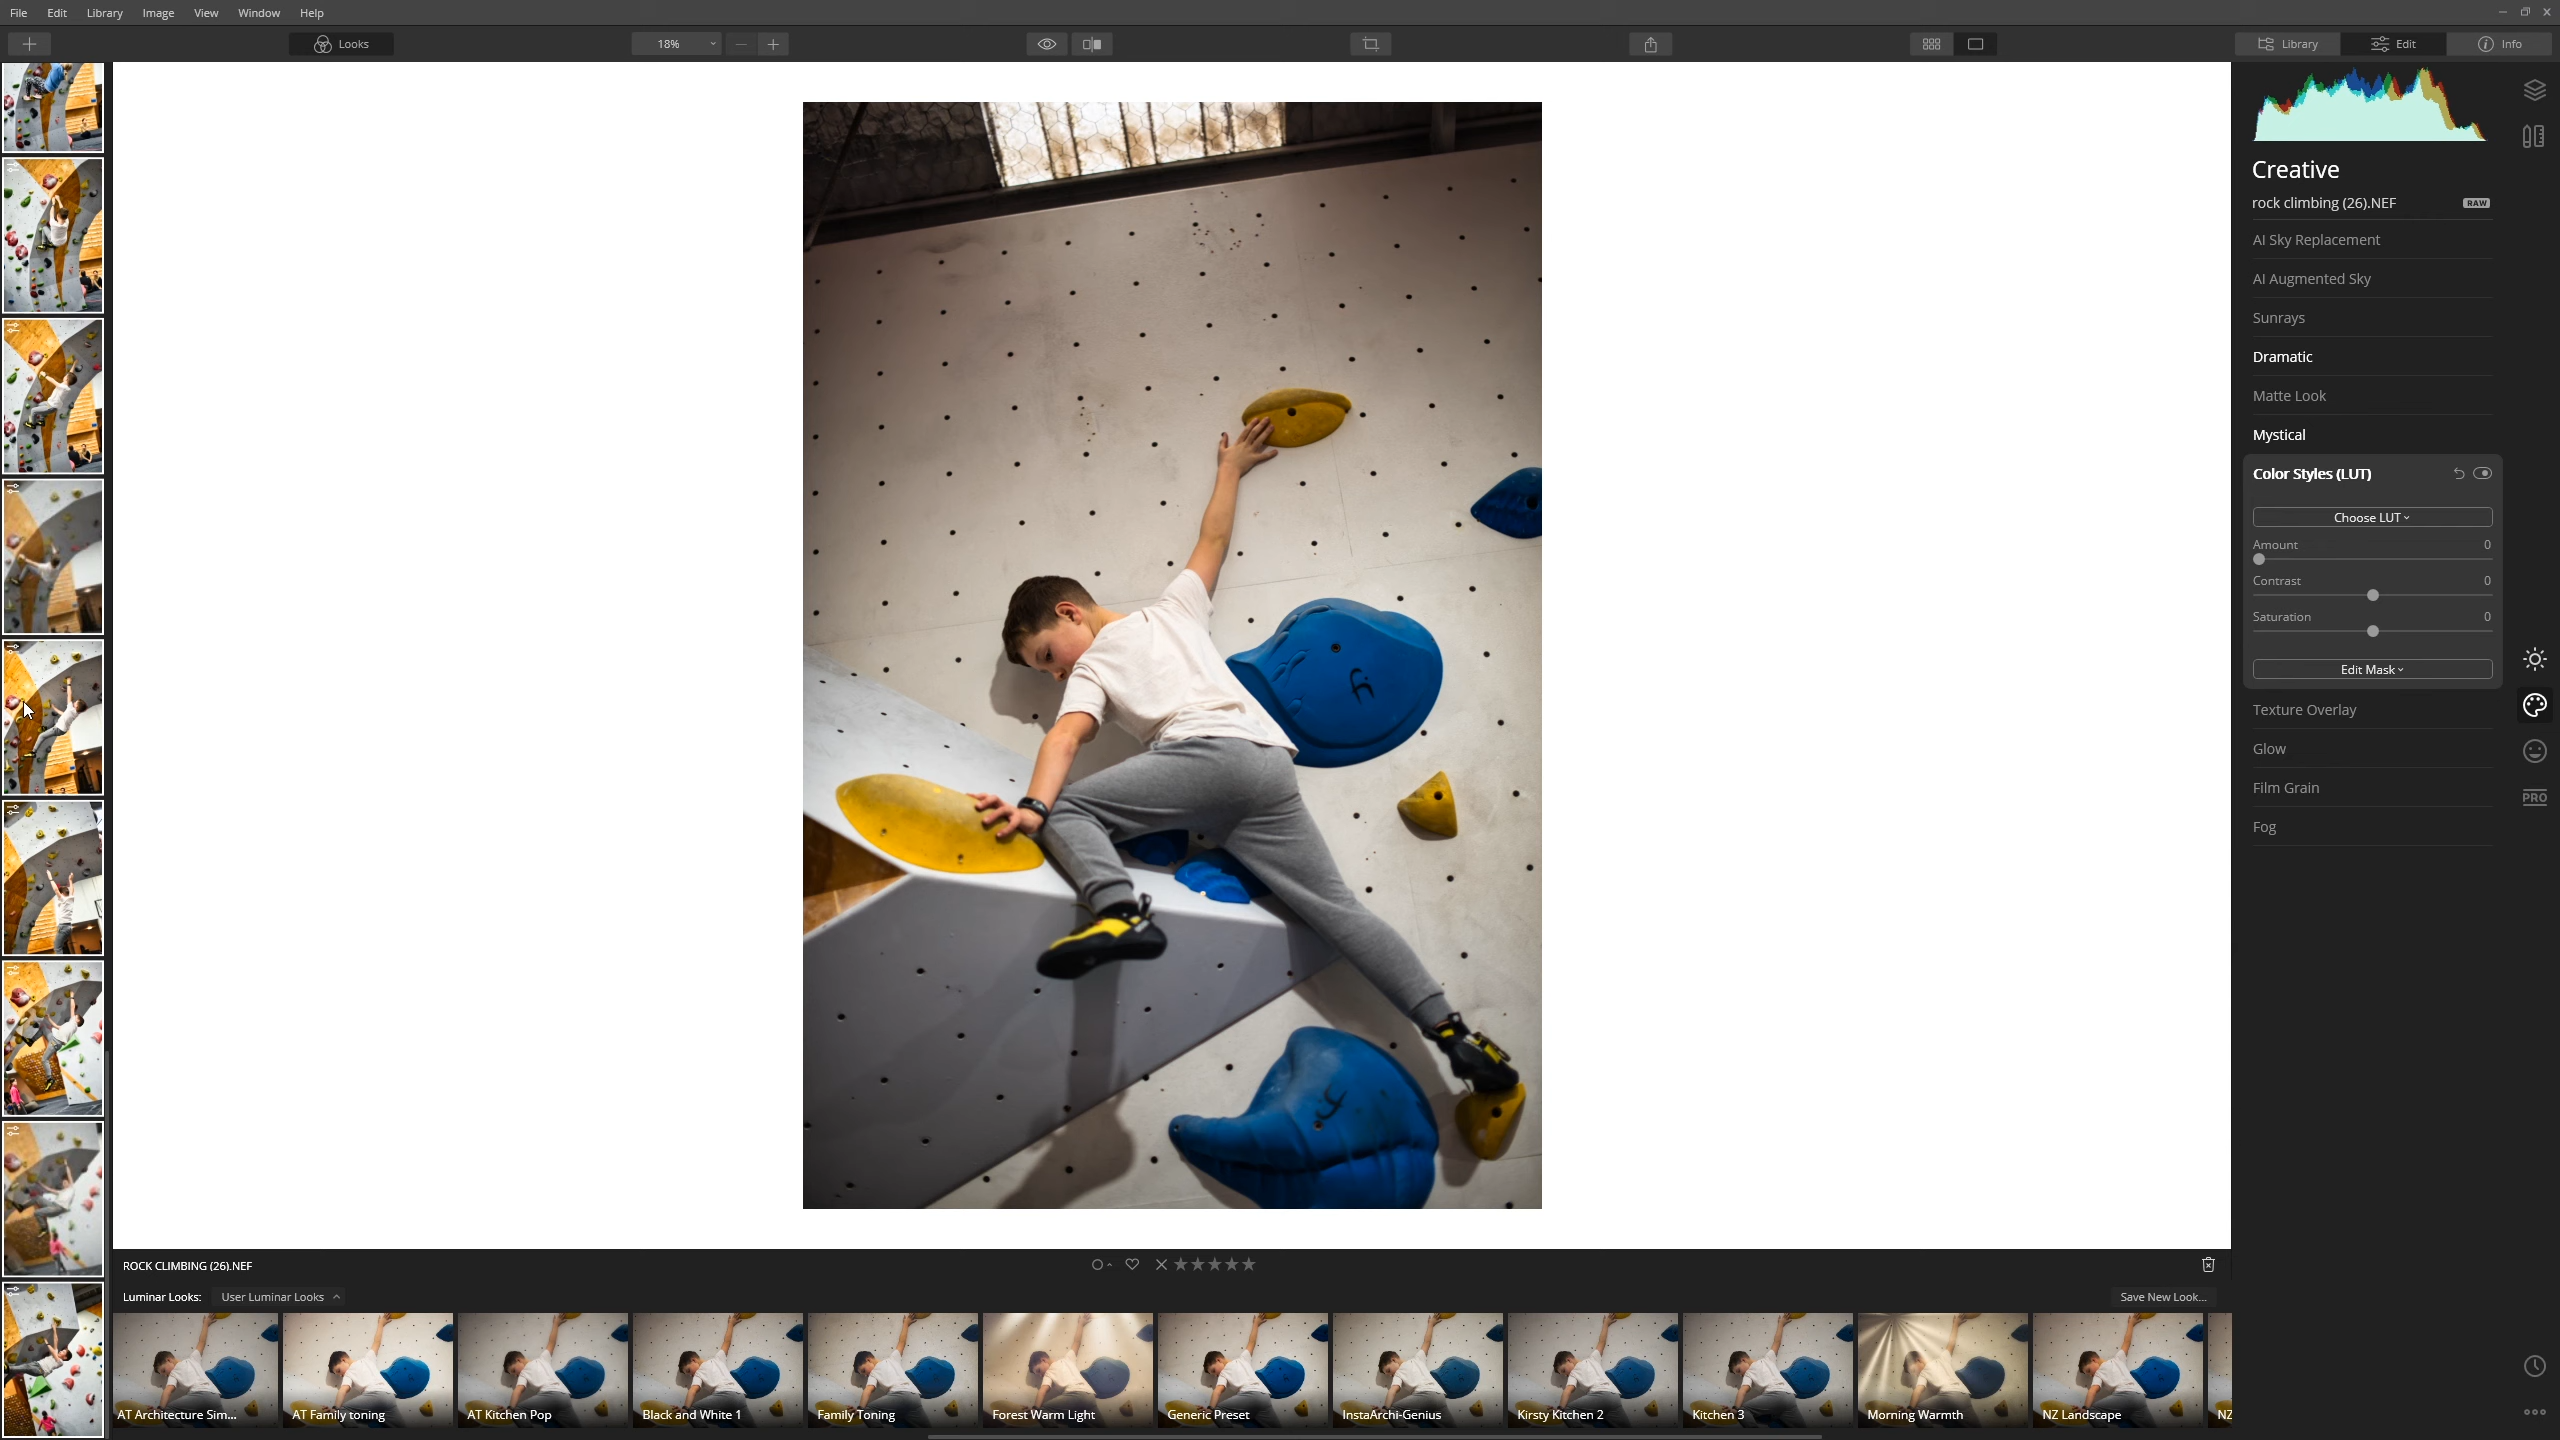 File Edit Library Image View Window Help
Looks 18% Library Edit Info
Creative
rock climbing (26).NEF RAW
AI Sky Replacement
AI Augmented Sky
Sunrays
Dramatic
Matte Look
Mystical
Color Styles (LUT)
Choose LUT
Amount 0
Contrast 0
Saturation 0
Edit Mask
Texture Overlay
Glow
Film Grain
Fog
PRO
ROCK CLIMBING (26).NEF
Luminar Looks: User Luminar Looks Save New Look...
AT Architecture Sim... AT Family toning AT Kitchen Pop Black and White 1 Family Toning Forest Warm Light Generic Preset InstaArchi-Genius Kirsty Kitchen 2 Kitchen 3 Morning Warmth NZ Landscape NZ